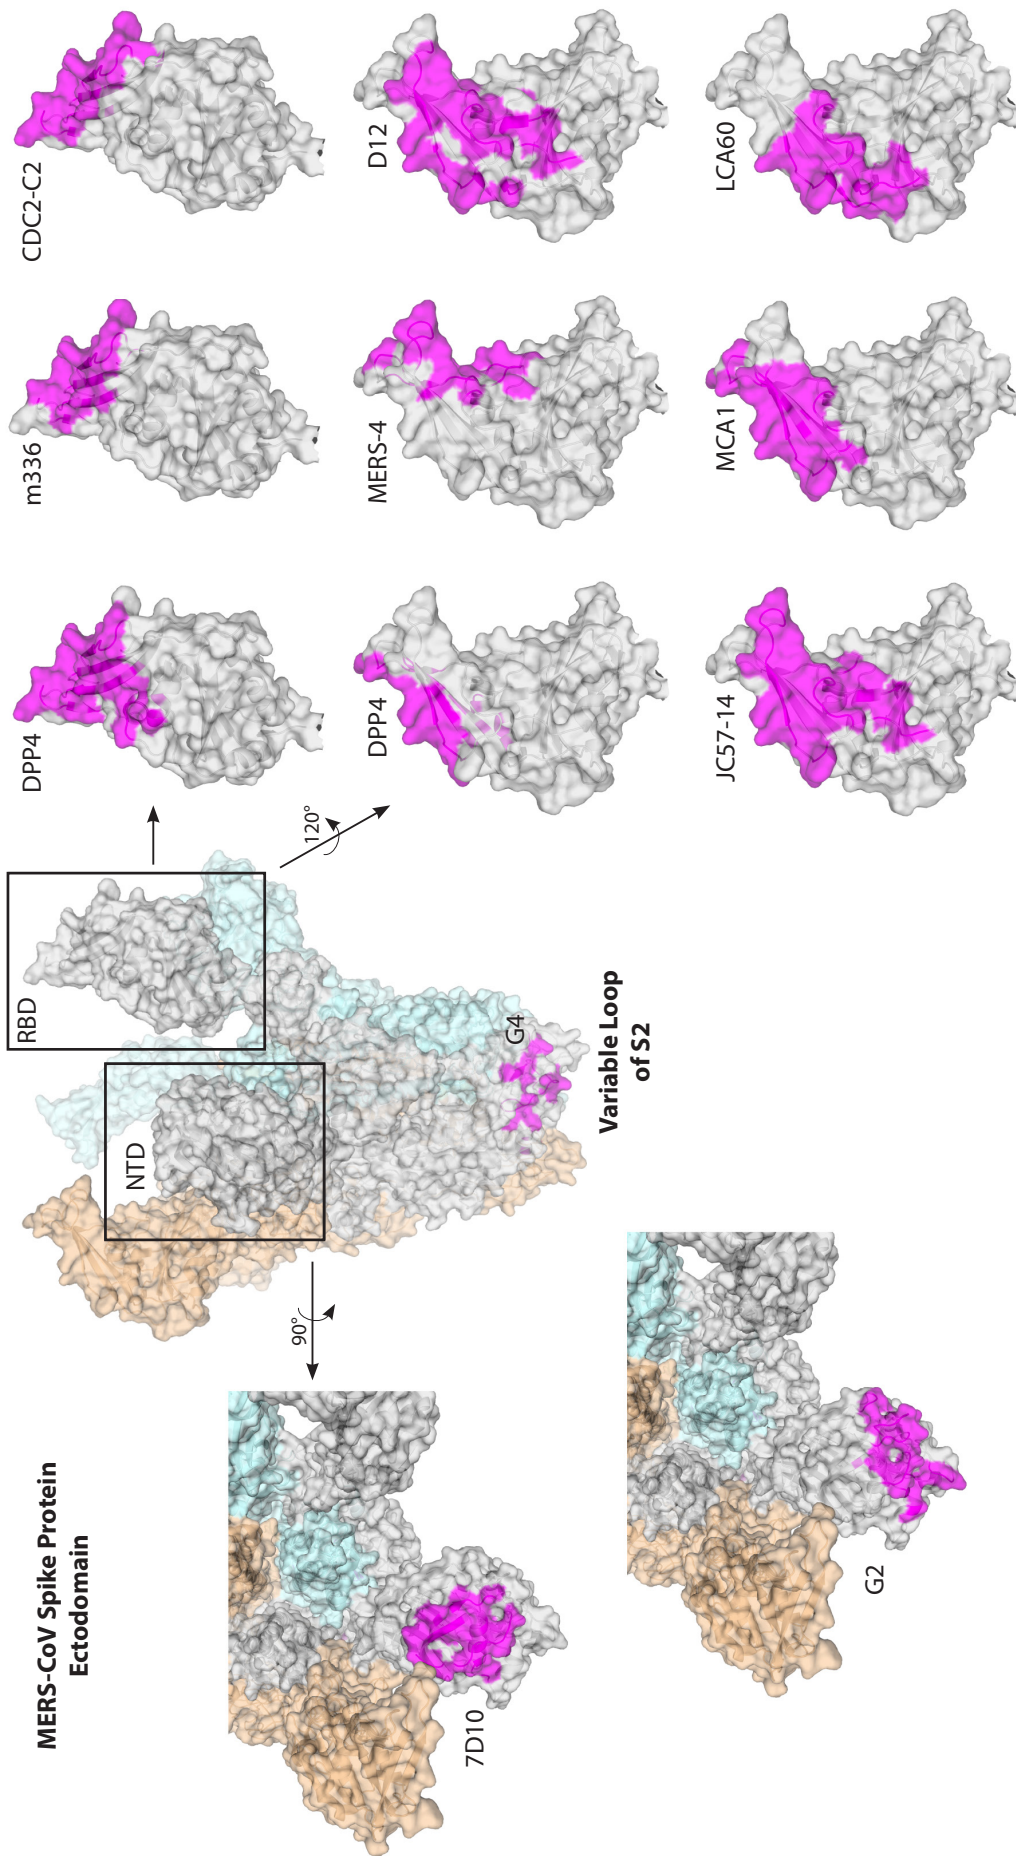 MERS-CoV Spike Protein
Ectodomain
RBD
NTD
G4
Variable Loop
of S2
90°
120°
7D10
G2
DPP4
m336
CDC2-C2
DPP4
MERS-4
D12
JC57-14
MCA1
LCA60